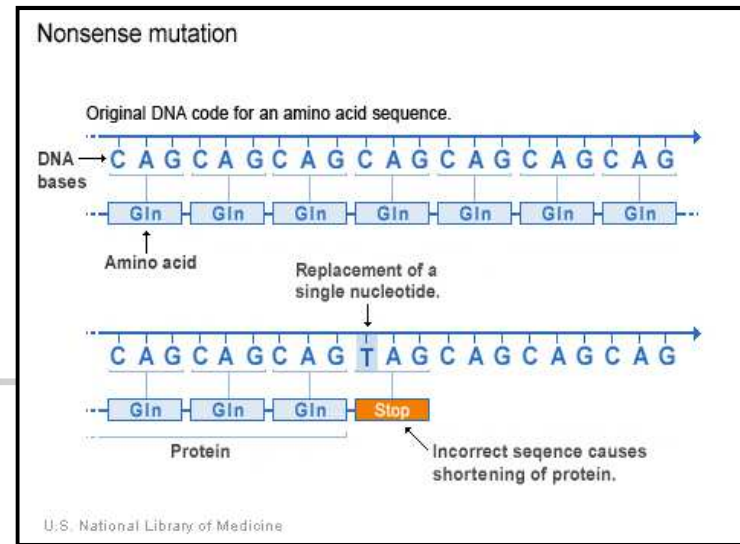 Nonsense mutation
Original DNA code for an amino acid sequence.
DNA
bases
C A G C A G C A G C A G C A G C A G C A G
Gln Gln Gln Gln Gln Gln Gln
Amino acid
Replacement of a
single nucleotide.
C A G C A G C A G T A G C A G C A G C A G
Gln Gln Gln Stop
Protein
Incorrect seqence causes
shortening of protein.
U.S. National Library of Medicine